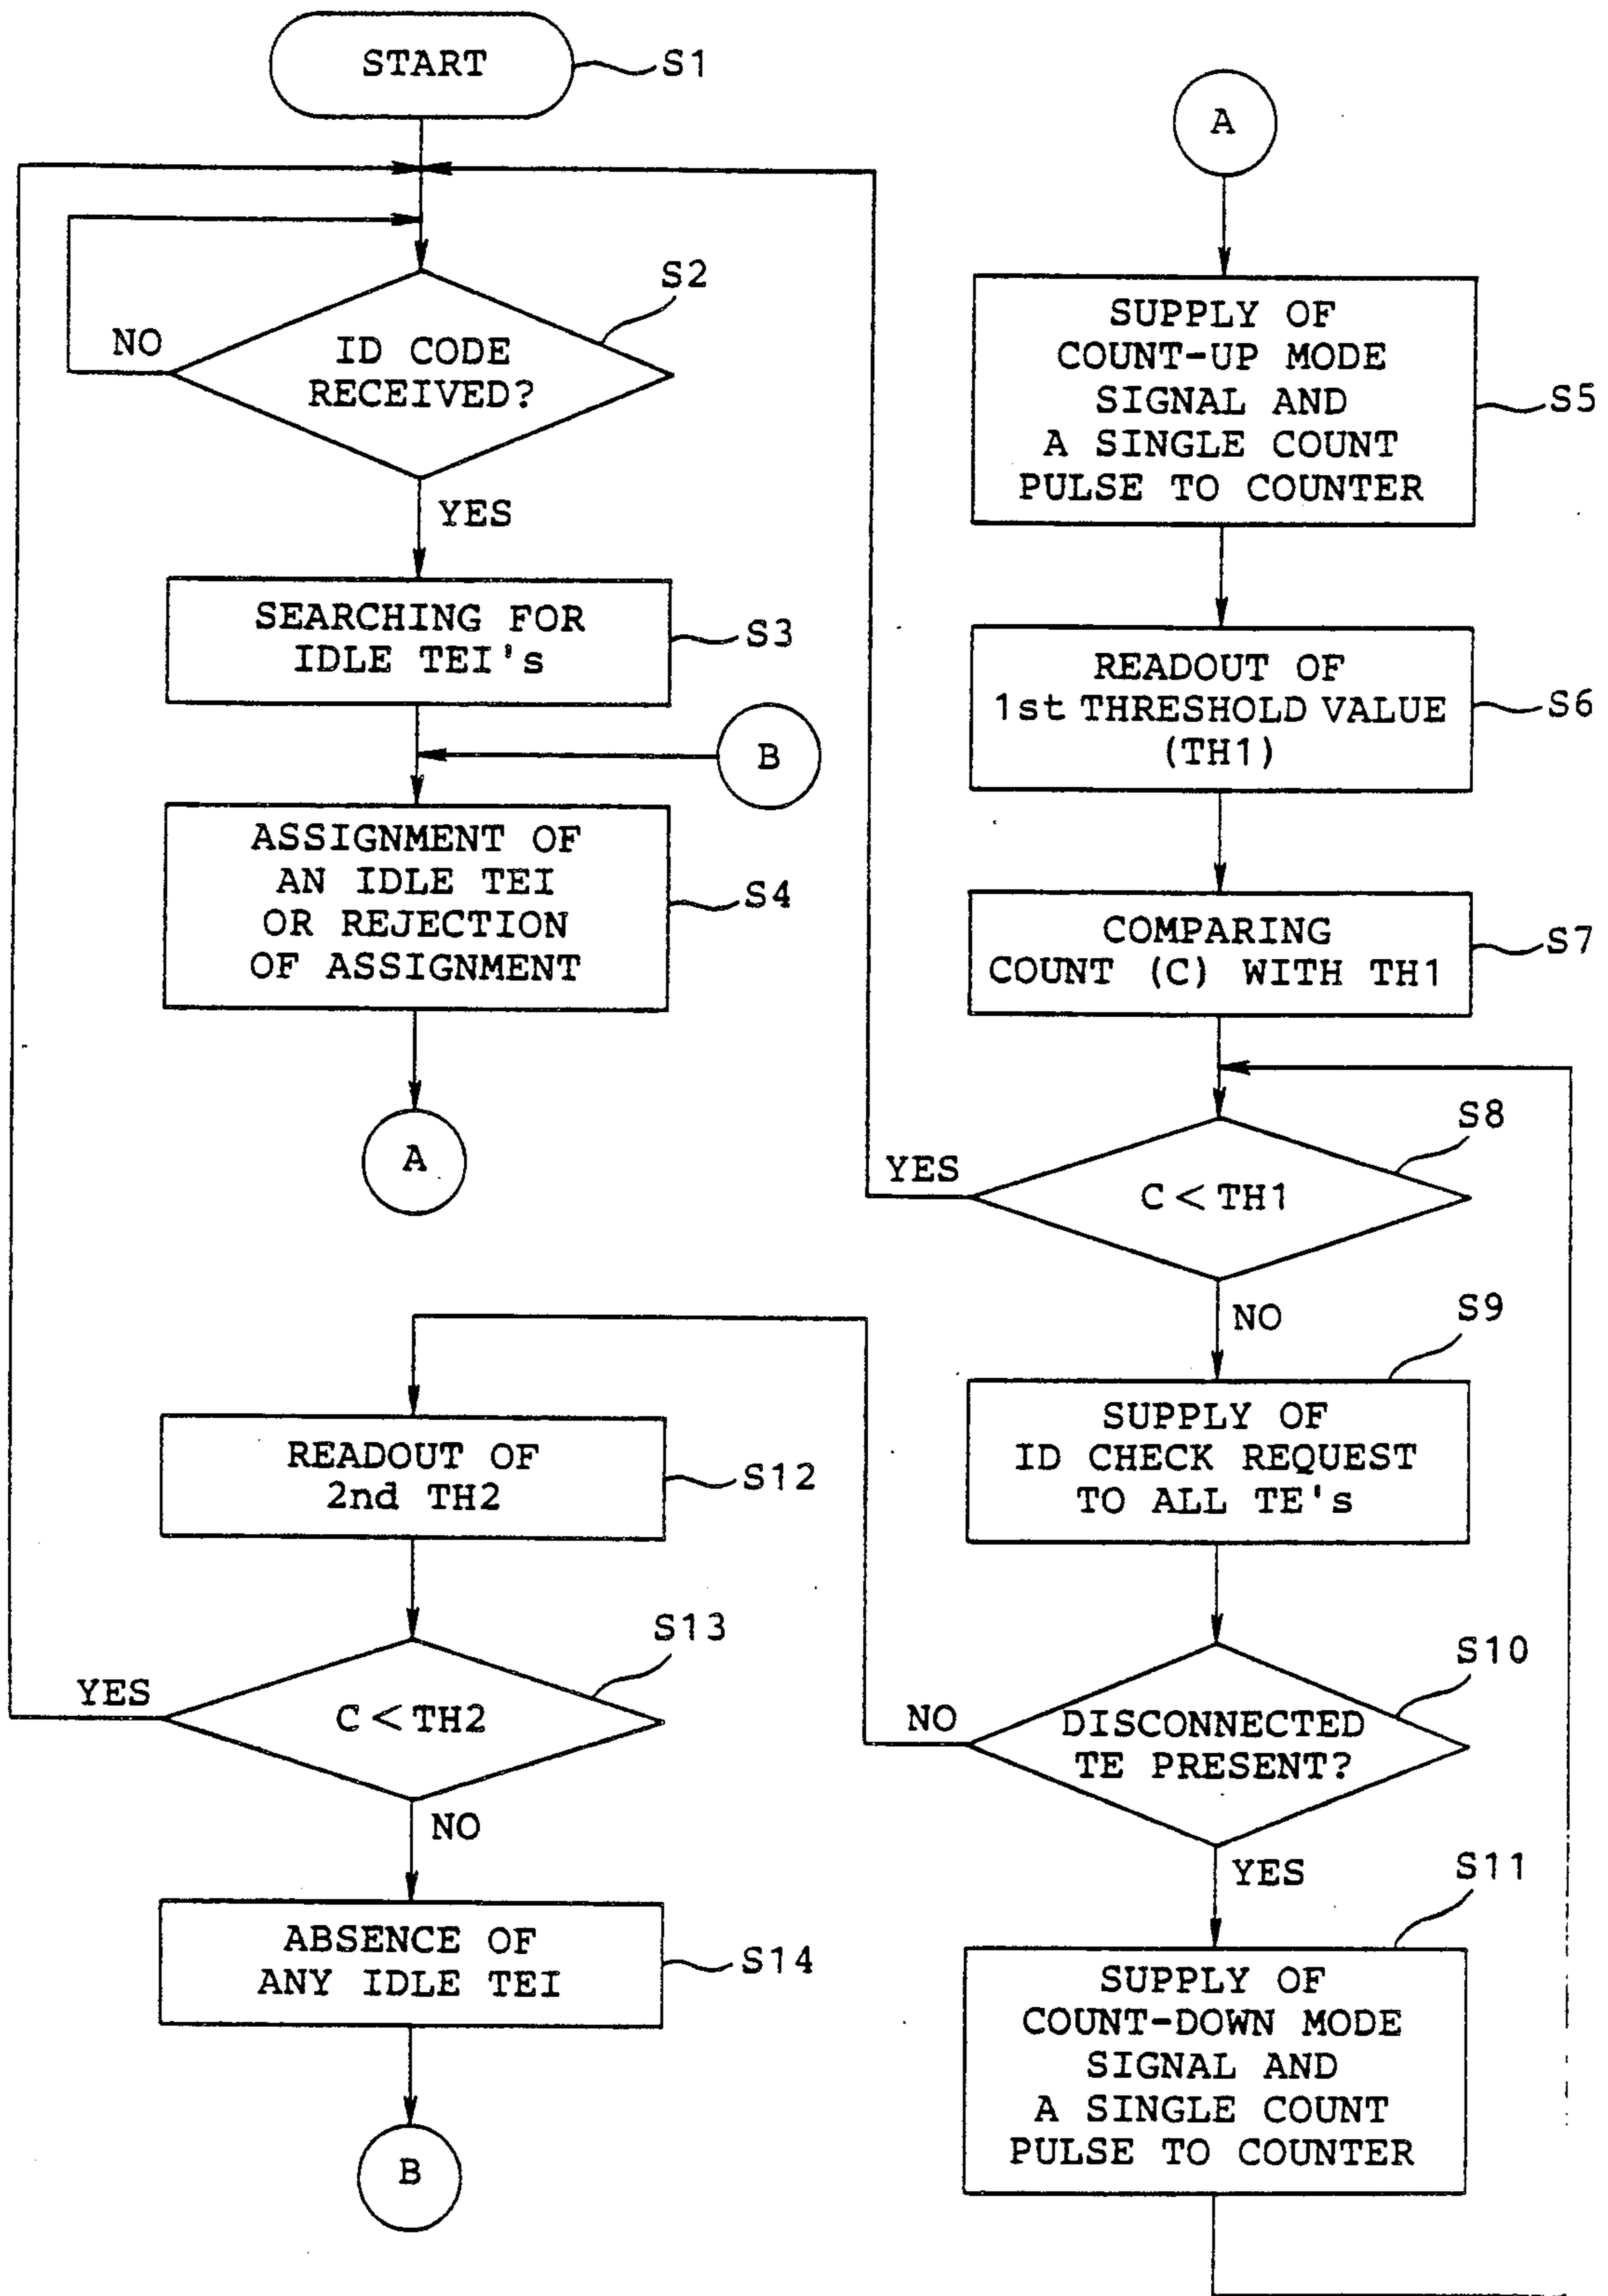 START
S1
S2
NO
ID CODE
RECEIVED?
YES
SEARCHING FOR
IDLE TEI's
S3
B
ASSIGNMENT OF
AN IDLE TEI
OR REJECTION
OF ASSIGNMENT
S4
A
A
SUPPLY OF
COUNT-UP MODE
SIGNAL AND
A SINGLE COUNT
PULSE TO COUNTER
S5
READOUT OF
1st THRESHOLD VALUE
(TH1)
S6
COMPARING
COUNT (C) WITH TH1
S7
S8
YES
C < TH1
NO
S9
SUPPLY OF
ID CHECK REQUEST
TO ALL TE's
S10
NO
DISCONNECTED
TE PRESENT?
YES
S11
SUPPLY OF
COUNT-DOWN MODE
SIGNAL AND
A SINGLE COUNT
PULSE TO COUNTER
READOUT OF
2nd TH2
S12
S13
YES
C < TH2
NO
ABSENCE OF
ANY IDLE TEI
S14
B